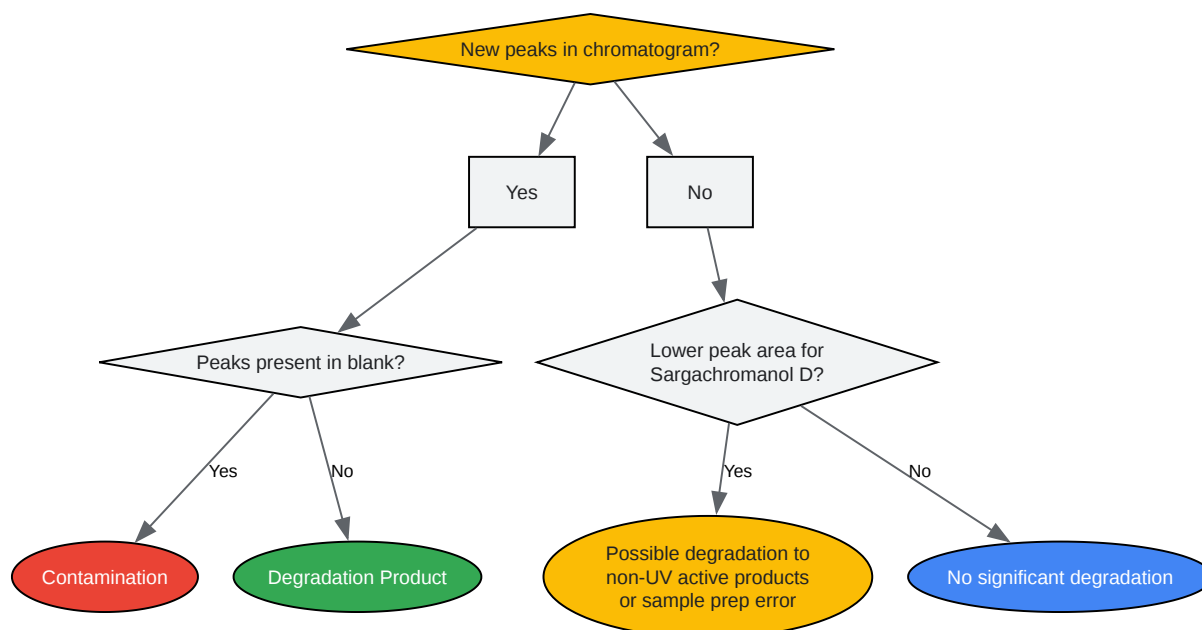 New peaks in chromatogram?
Yes
No
Peaks present in blank?
Lower peak area for
Sargachromanol D?
Yes
No
Yes
No
Contamination
Degradation Product
Possible degradation to
non-UV active products
or sample prep error
No significant degradation